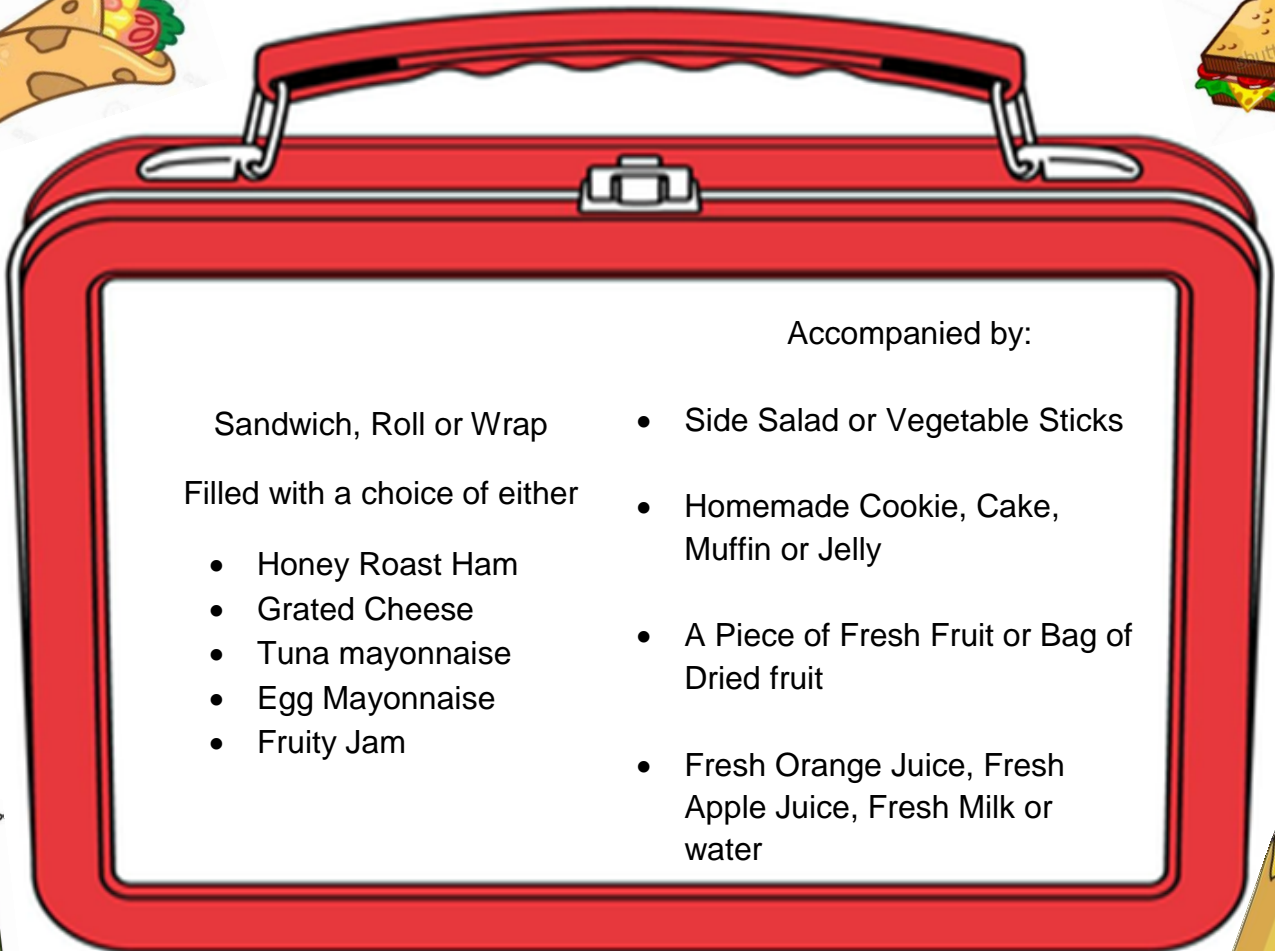 Sandwich, Roll or Wrap
Filled with a choice of either
• Honey Roast Ham
• Grated Cheese
• Tuna mayonnaise
• Egg Mayonnaise
• Fruity Jam
Accompanied by:
• Side Salad or Vegetable Sticks
• Homemade Cookie, Cake,
Muffin or Jelly
• A Piece of Fresh Fruit or Bag of
Dried fruit
• Fresh Orange Juice, Fresh
Apple Juice, Fresh Milk or
water